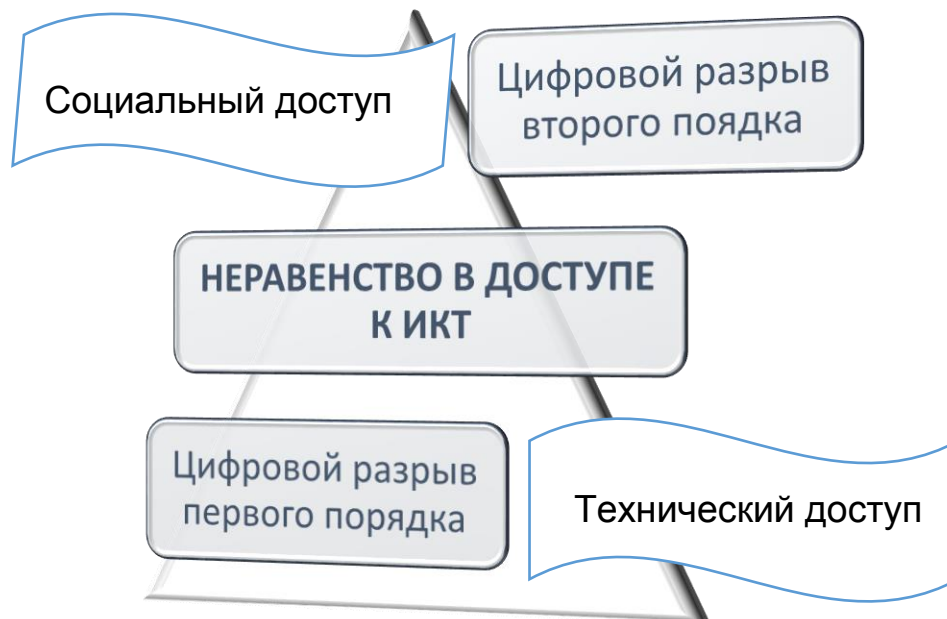 Социальный доступ
Цифровой разрыв
второго поядка
НЕРАВЕНСТВО В ДОСТУПЕ
К ИКТ
Цифровой разрыв
первого порядка
Технический доступ